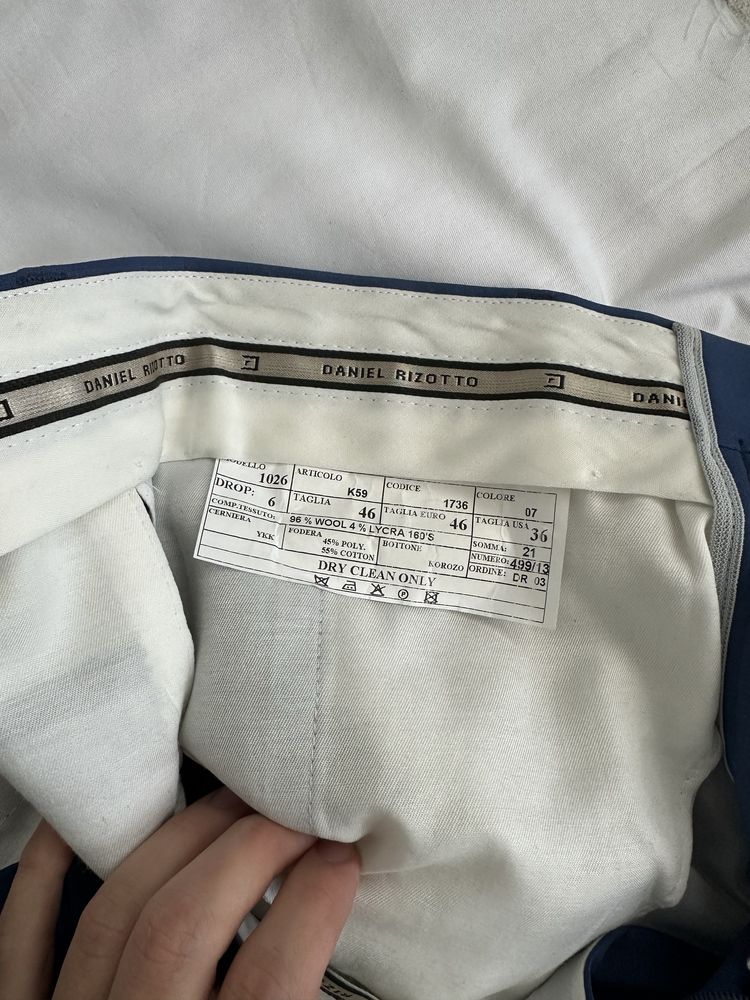 DANIEL RIZOTTO DANIEL RIZOTTO DANI
MODELLO 1026 ARTICOLO K59 CODICE 1736 COLORE 07
DROP: 6 TAGLIA 46 TAGLIA EURO 46 TAGLIA USA 36
COMP.TESSUTO: 96 % WOOL 4 % LYCRA 160'S SOMMA: 21
CERNIERA YKK FODERA 45% POLY. 55% COTTON BOTTONE KOROZO NUMERO: 499/13 ORDINE: DR 03
DRY CLEAN ONLY
P